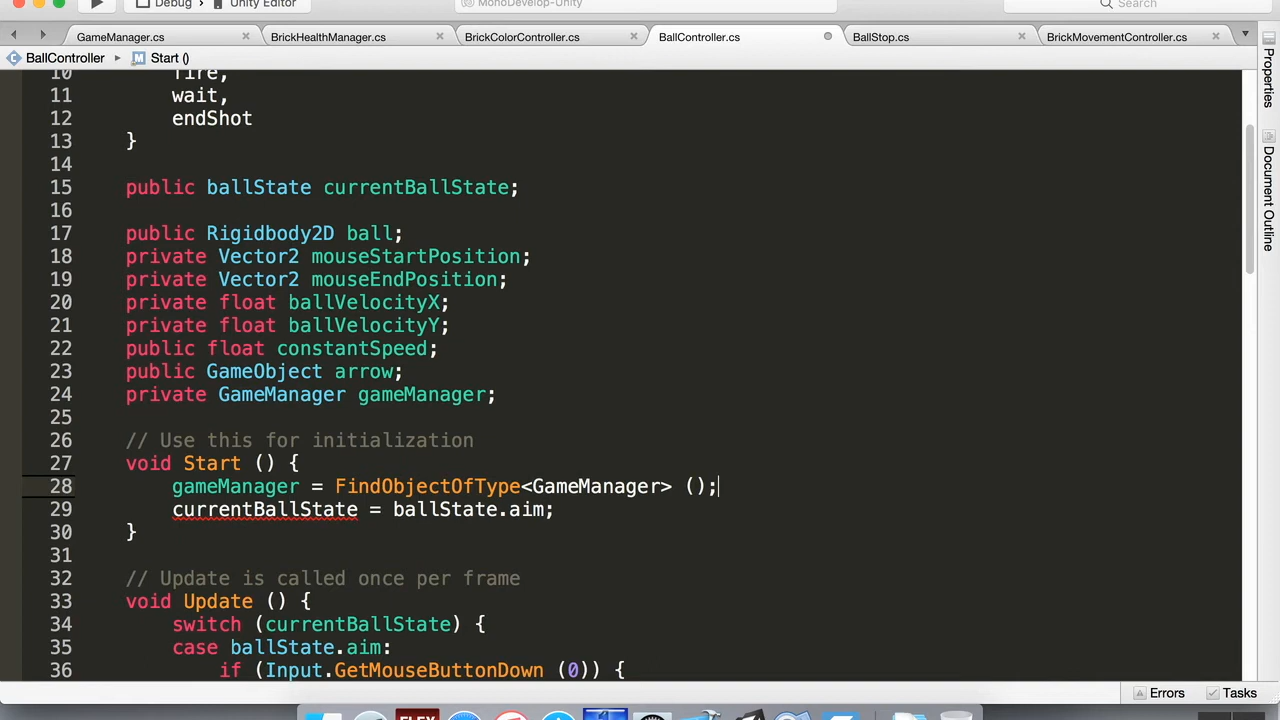 Debug
Unity Editor
MonoDevelop-Unity
Search
GameManager.cs
BrickHealthManager.cs
BrickColorController.cs
BallController.cs
BallStop.cs
BrickMovementController.cs
BallController
Start ()
10 fire,
11 wait,
12 endShot
13 }
14
15 public ballState currentBallState;
16
17 public Rigidbody2D ball;
18 private Vector2 mouseStartPosition;
19 private Vector2 mouseEndPosition;
20 private float ballVelocityX;
21 private float ballVelocityY;
22 public float constantSpeed;
23 public GameObject arrow;
24 private GameManager gameManager;
25
26 // Use this for initialization
27 void Start () {
28 gameManager = FindObjectOfType<GameManager> ();
29 currentBallState = ballState.aim;
30 }
31
32 // Update is called once per frame
33 void Update () {
34 switch (currentBallState) {
35 case ballState.aim:
36 if (Input.GetMouseButtonDown (0)) {
Properties
Document Outline
Errors
Tasks
FLEX